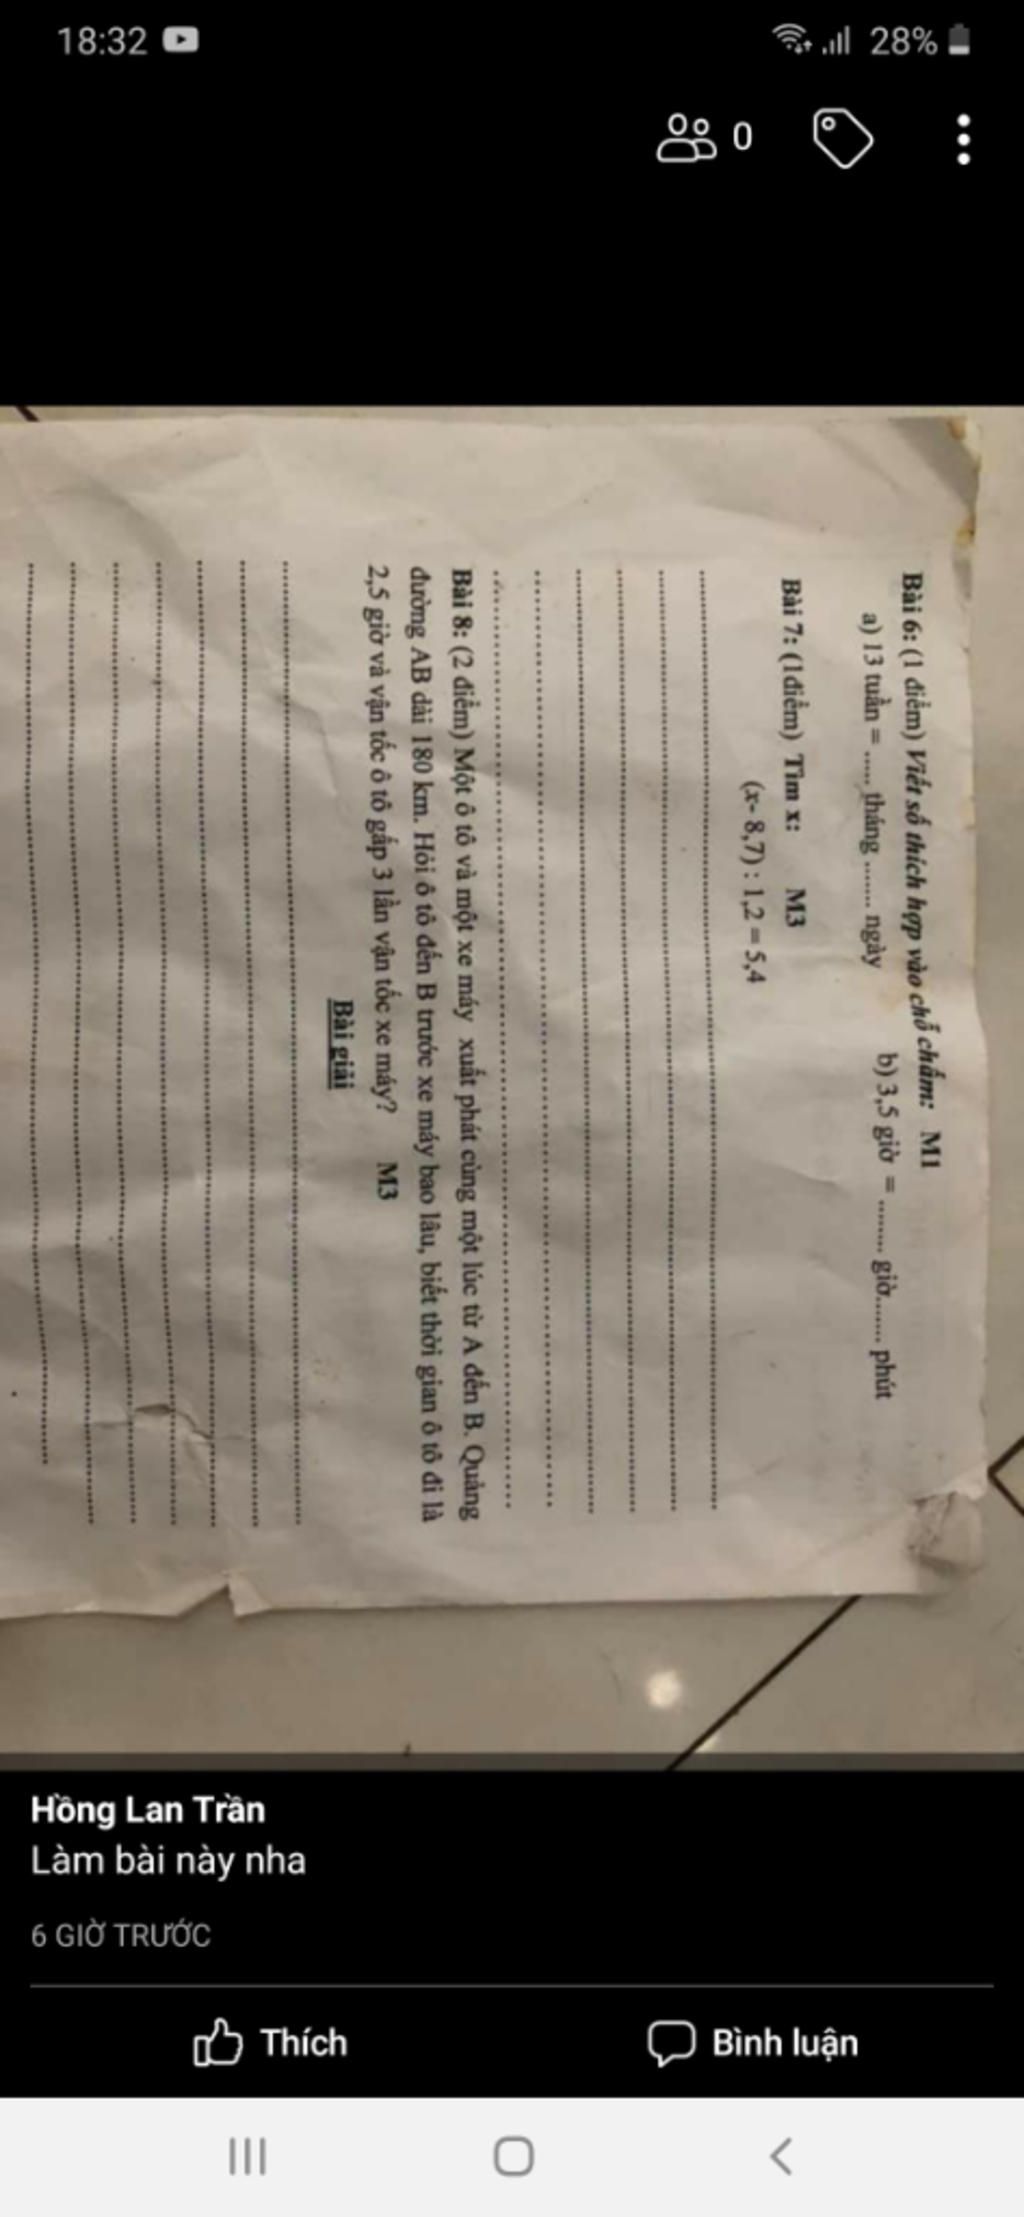 18:32
28%
0
Bài 6: (1 điểm) Viết số thích hợp vào chỗ chấm: M1
a) 13 tuần = ..... tháng ...... ngày b) 3,5 giờ = ........ giờ....... phút
Bài 7: (1điểm) Tìm x: M3
(x- 8,7) : 1,2 = 5,4
Bài 8: (2 điểm) Một ô tô và một xe máy xuất phát cùng một lúc từ A đến B. Quảng
đường AB dài 180 km. Hỏi ô tô đến B trước xe máy bao lâu, biết thời gian ô tô đi là
2,5 giờ và vận tốc ô tô gấp 3 lần vận tốc xe máy? M3
Bài giải
Hồng Lan Trần
Làm bài này nha
6 GIỜ TRƯỚC
Thích
Bình luận